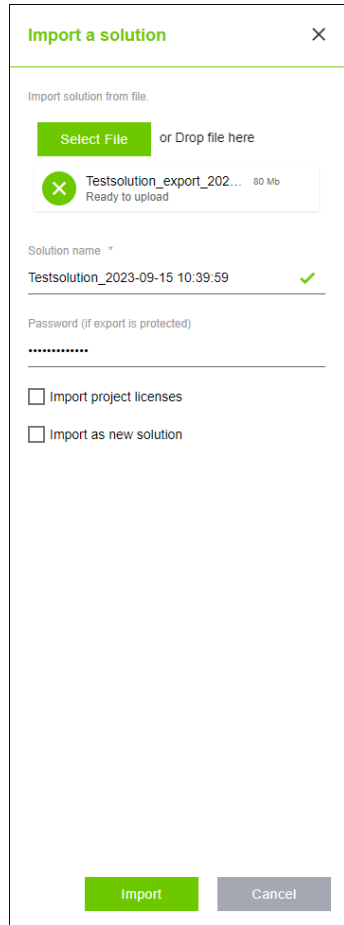 Import a solution
Import solution from file.
Select File or Drop file here
Testsolution_export_202... 80 Mb
Ready to upload
Solution name *
Testsolution_2023-09-15 10:39:59
Password (if export is protected)
•••••••••••••
Import project licenses
Import as new solution
Import Cancel